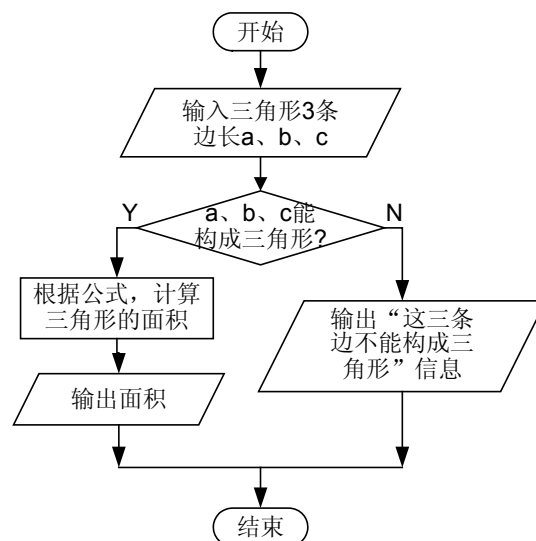 开始
输入三角形3条
边长a、b、c
a、b、c能
构成三角形?
Y
N
根据公式，计算
三角形的面积
输出面积
输出“这三条
边不能构成三
角形”信息
结束